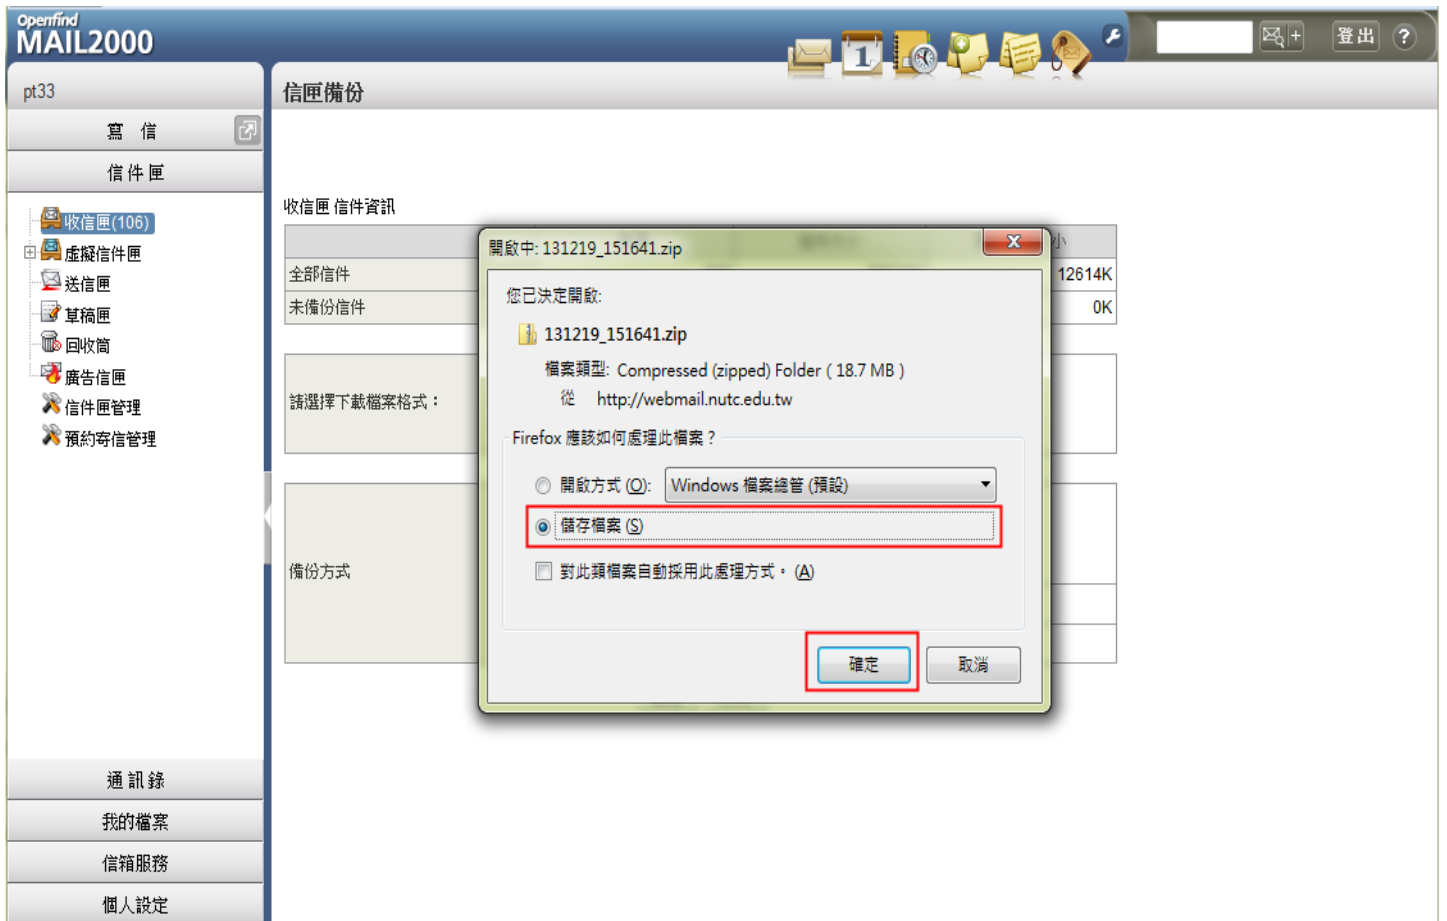 Openfind
MAIL2000
登出
?
pt33
信匣備份
寫 信
信件匣
收信匣(106)
虛擬信件匣
送信匣
草稿匣
回收筒
廣告信匣
信件匣管理
預約寄信管理
收信匣 信件資訊
小
全部信件
12614K
未備份信件
0K
請選擇下載檔案格式：
備份方式
開啟中: 131219_151641.zip
您已決定開啟:
131219_151641.zip
檔案類型: Compressed (zipped) Folder ( 18.7 MB )
從 http://webmail.nutc.edu.tw
Firefox 應該如何處理此檔案？
開啟方式 (O): Windows 檔案總管 (預設)
儲存檔案 (S)
對此類檔案自動採用此處理方式。(A)
確定
取消
通訊錄
我的檔案
信箱服務
個人設定